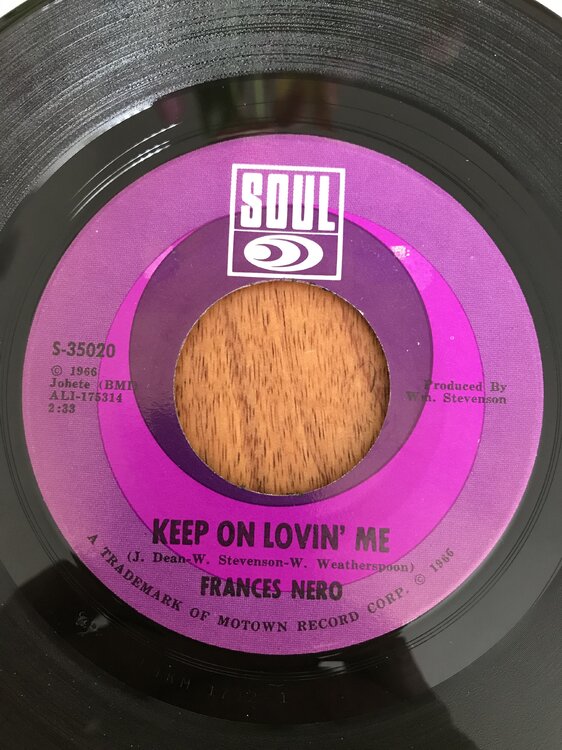 SOUL
S-35020
© 1966
Jobete (BMI)
ALI-175314
2:33
Produced By
Wm. Stevenson
KEEP ON LOVIN' ME
(J. Dean-W. Stevenson-W. Weatherspoon)
FRANCES NERO
A TRADEMARK OF MOTOWN RECORD CORP. © 1966